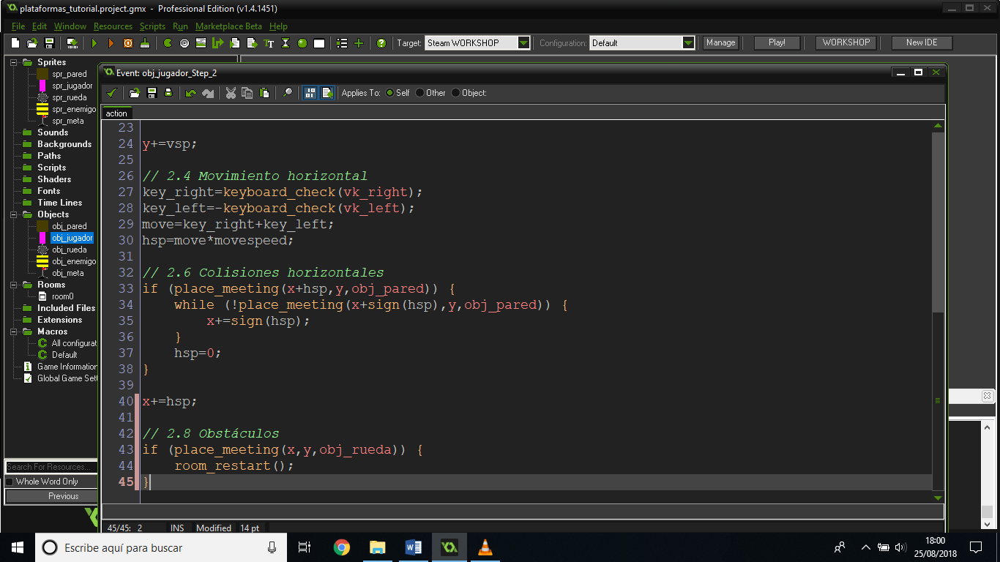 plataformas_tutorial.project.gmx - Professional Edition (v1.4.1451)
File Edit Window Resources Scripts Run Marketplace Beta Help
Target: Steam WORKSHOP Configuration: Default Manage Play! WORKSHOP New IDE
Sprites
spr_pared
spr_jugador
spr_rueda
spr_enemigo
spr_meta
Sounds
Backgrounds
Paths
Scripts
Shaders
Fonts
Time Lines
Objects
obj_pared
obj_jugador
obj_rueda
obj_enemigo
obj_meta
Rooms
room0
Included Files
Extensions
Macros
All configurat
Default
Game Information
Global Game Set
Search For Resources...
Whole Word Only
Previous
Event: obj_jugador_Step_2
Applies To: Self Other Object:
action
23
24 y+=vsp;
25
26 // 2.4 Movimiento horizontal
27 key_right=keyboard_check(vk_right);
28 key_left=-keyboard_check(vk_left);
29 move=key_right+key_left;
30 hsp=move*movespeed;
31
32 // 2.6 Colisiones horizontales
33 if (place_meeting(x+hsp,y,obj_pared)) {
34 while (!place_meeting(x+sign(hsp),y,obj_pared)) {
35 x+=sign(hsp);
36 }
37 hsp=0;
38 }
39
40 x+=hsp;
41
42 // 2.8 Obstáculos
43 if (place_meeting(x,y,obj_rueda)) {
44 room_restart();
45 }
45/45: 2 INS Modified 14 pt
Escribe aquí para buscar
18:00
25/08/2018